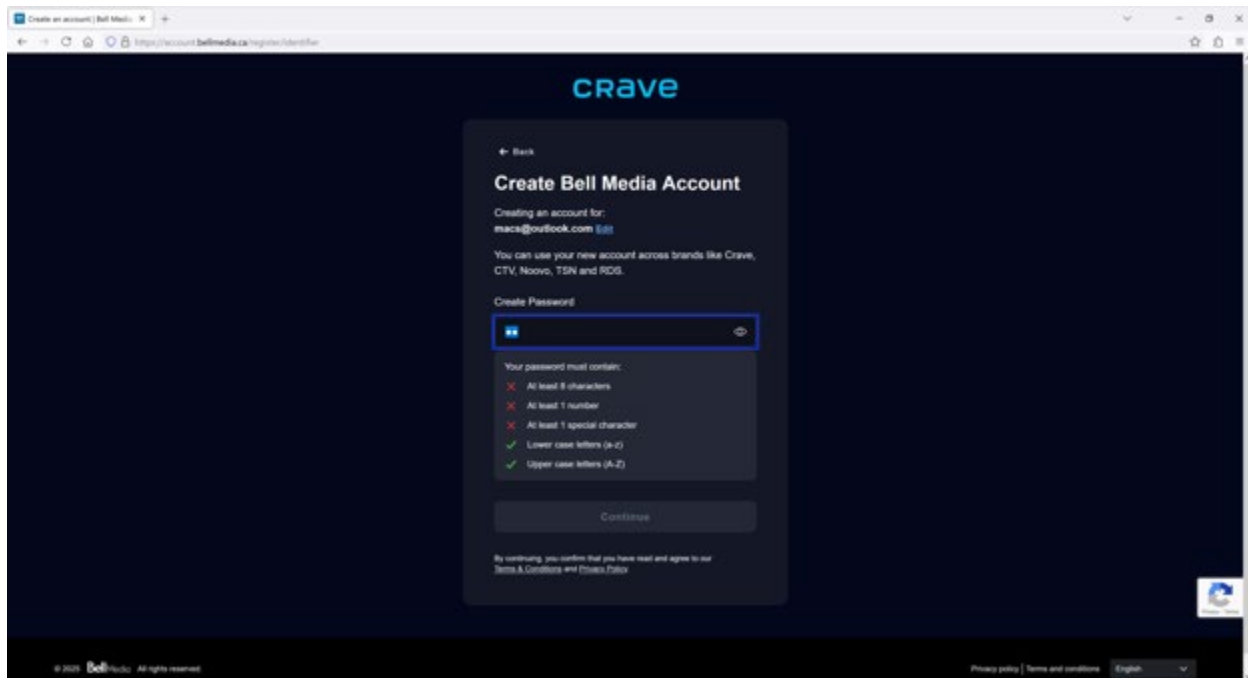 Create an account | Bell Media
https://account.bellmedia.ca/register/identifier
CRave
Back
Create Bell Media Account
Creating an account for:
macs@outlook.com Edit
You can use your new account across brands like Crave,
CTV, Noovo, TSN and RDS.
Create Password
Your password must contain:
At least 8 characters
At least 1 number
At least 1 special character
Lower case letters (a-z)
Upper case letters (A-Z)
Continue
By continuing, you confirm that you have read and agree to our
Terms & Conditions and Privacy Policy
Privacy - Terms
© 2025 Bell Media All rights reserved.
Privacy policy | Terms and conditions English